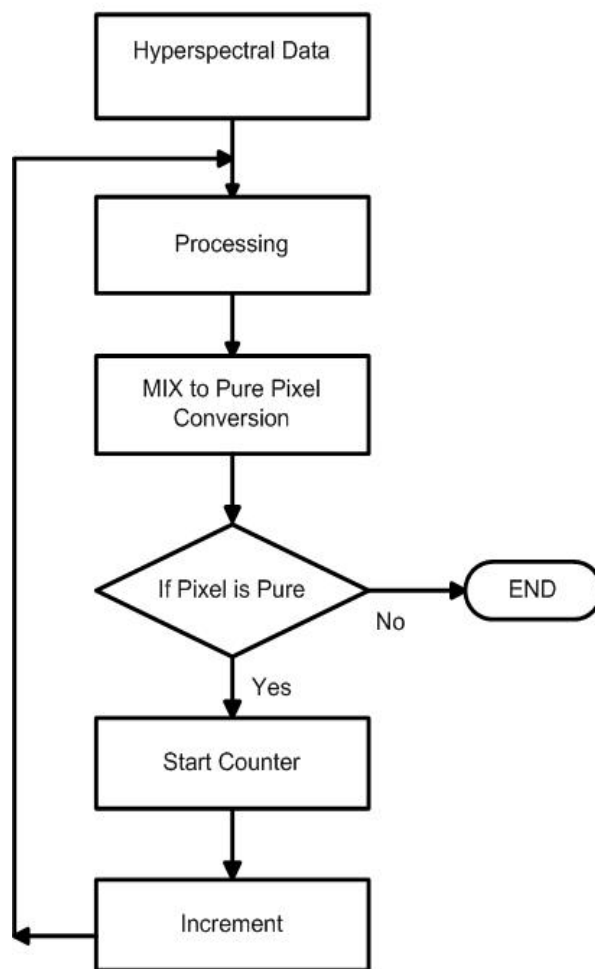 Hyperspectral Data
Processing
MIX to Pure Pixel
Conversion
If Pixel is Pure
END
No
Yes
Start Counter
Increment